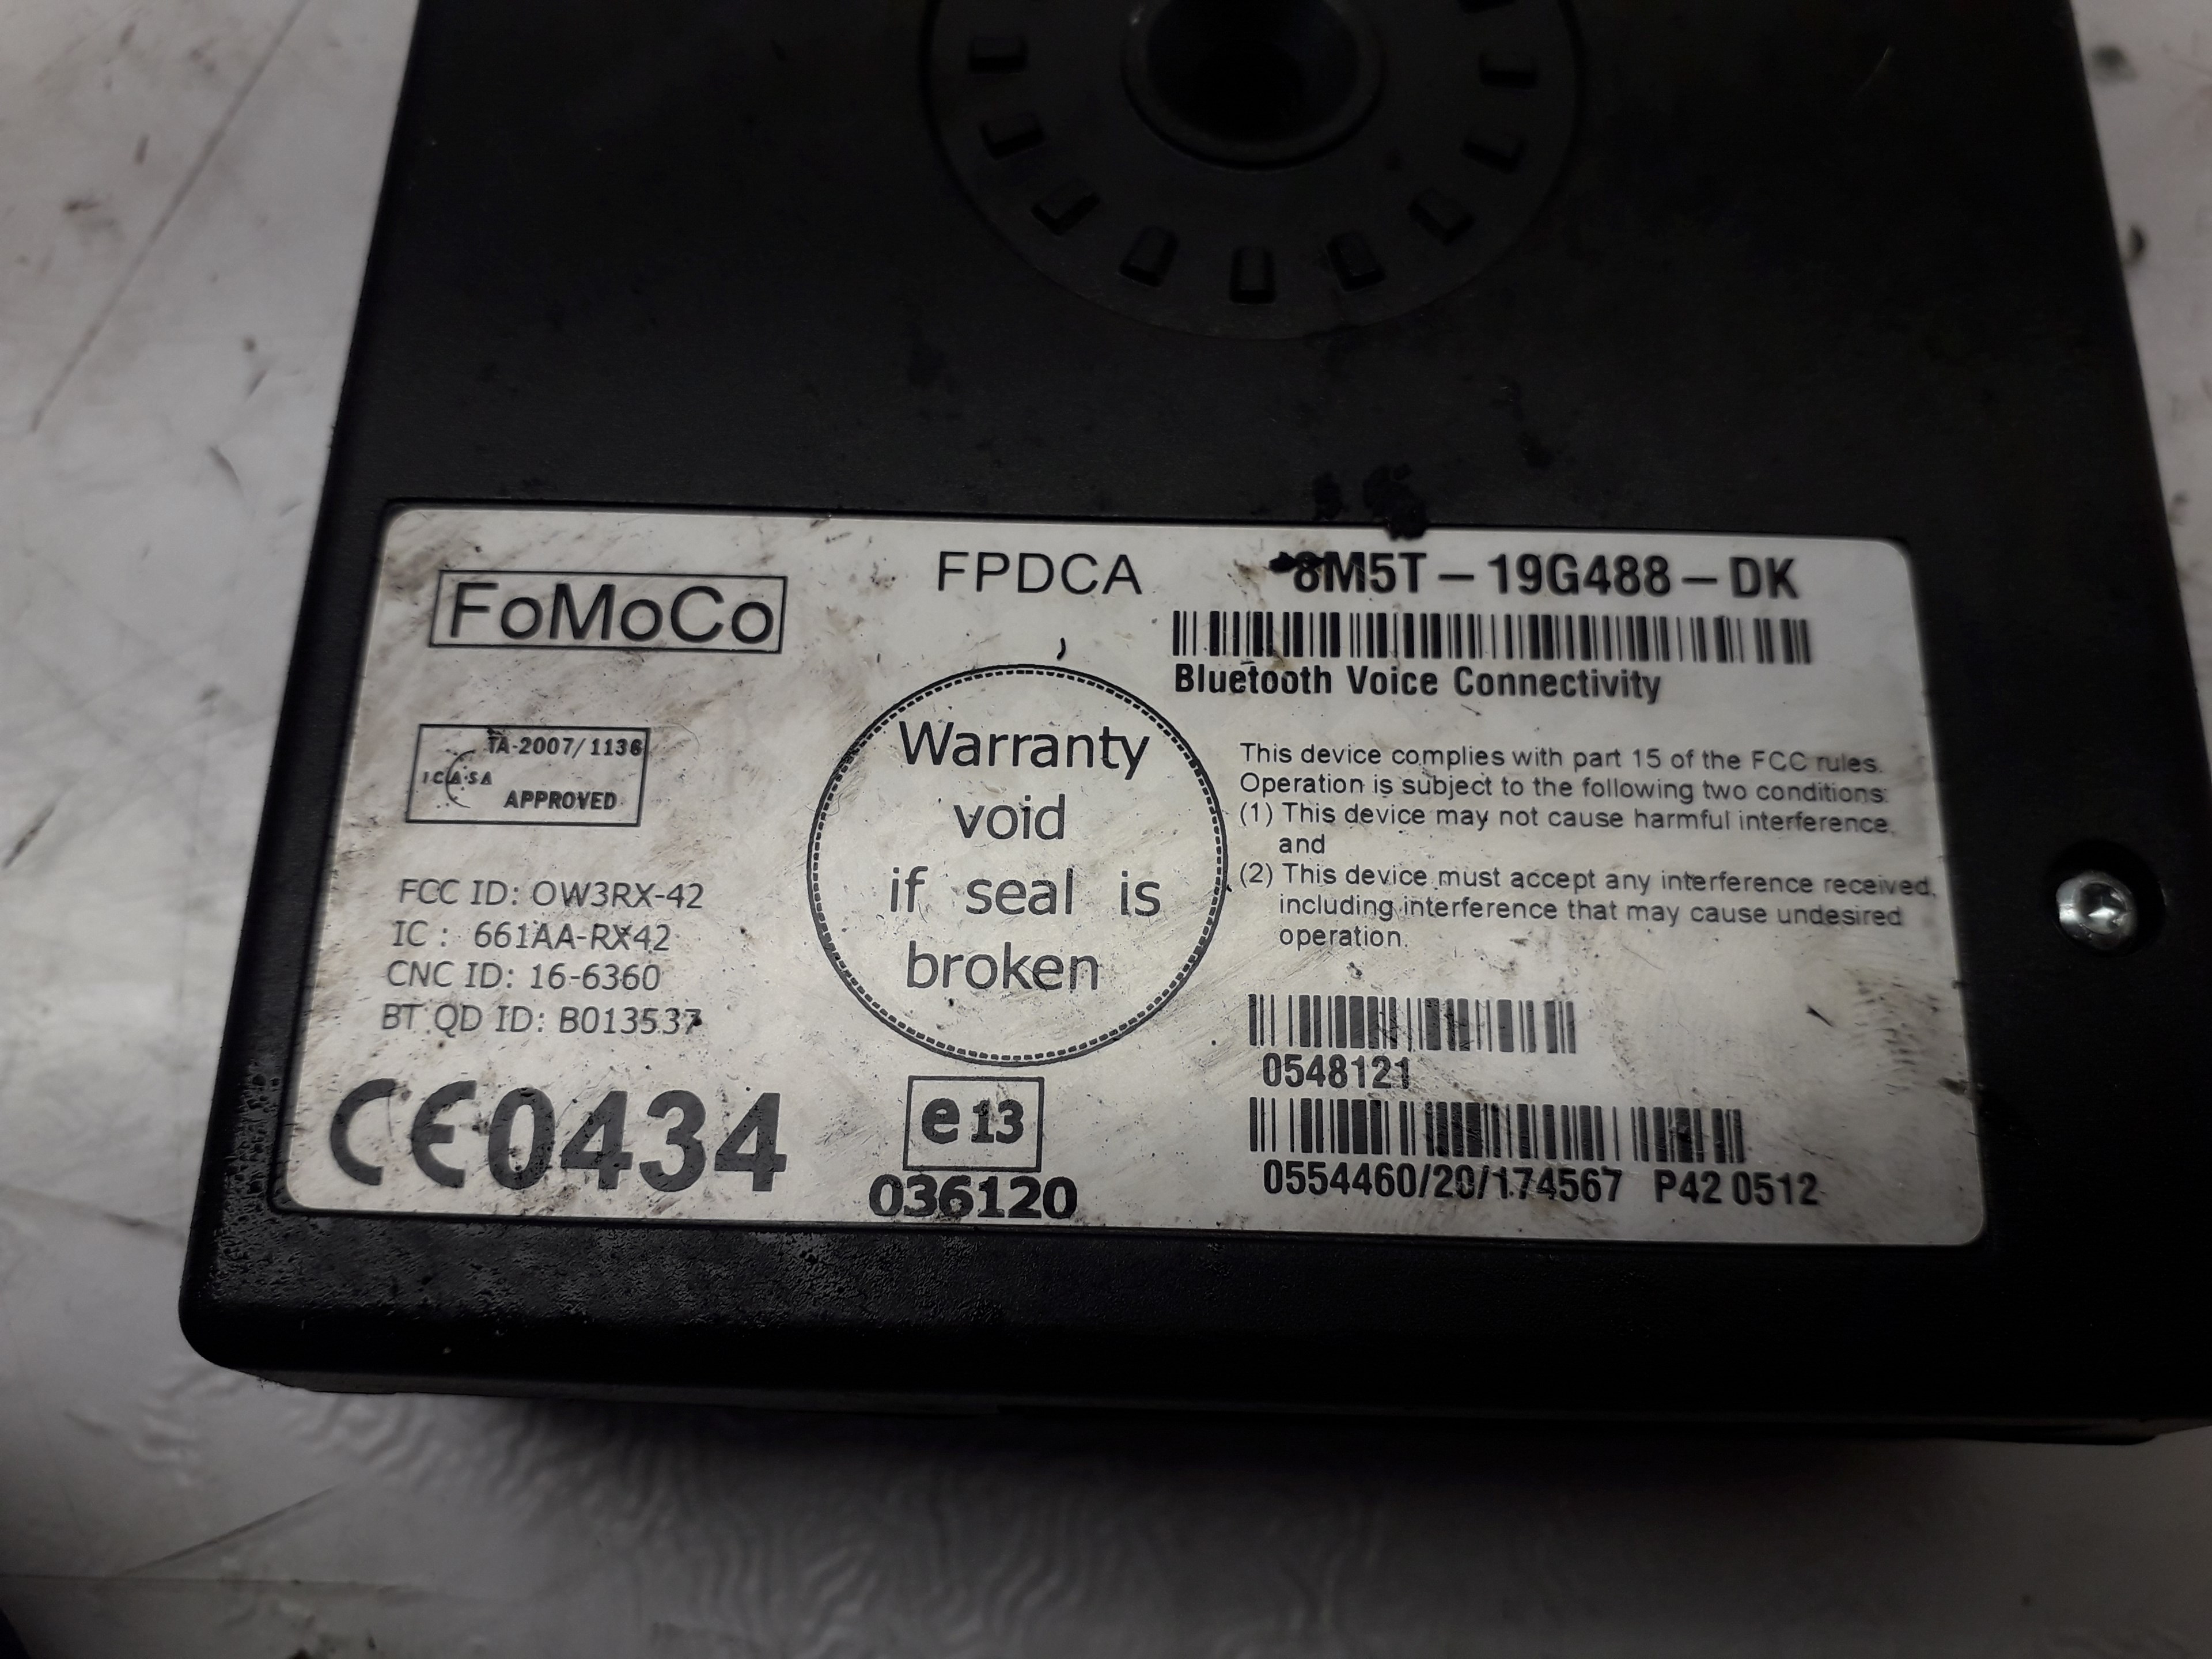 FoMoCo
FPDCA
8M5T-19G488-DK
Bluetooth Voice Connectivity
TA-2007/1136
ICASA
APPROVED
Warranty
void
if seal is
broken
This device complies with part 15 of the FCC rules.
Operation is subject to the following two conditions:
(1) This device may not cause harmful interference,
and
(2) This device must accept any interference received,
including interference that may cause undesired
operation.
FCC ID: OW3RX-42
IC : 661AA-RX42
CNC ID: 16-6360
BT QD ID: B013537
CE0434
e13
036120
0548121
0554460/20/174567 P42 0512